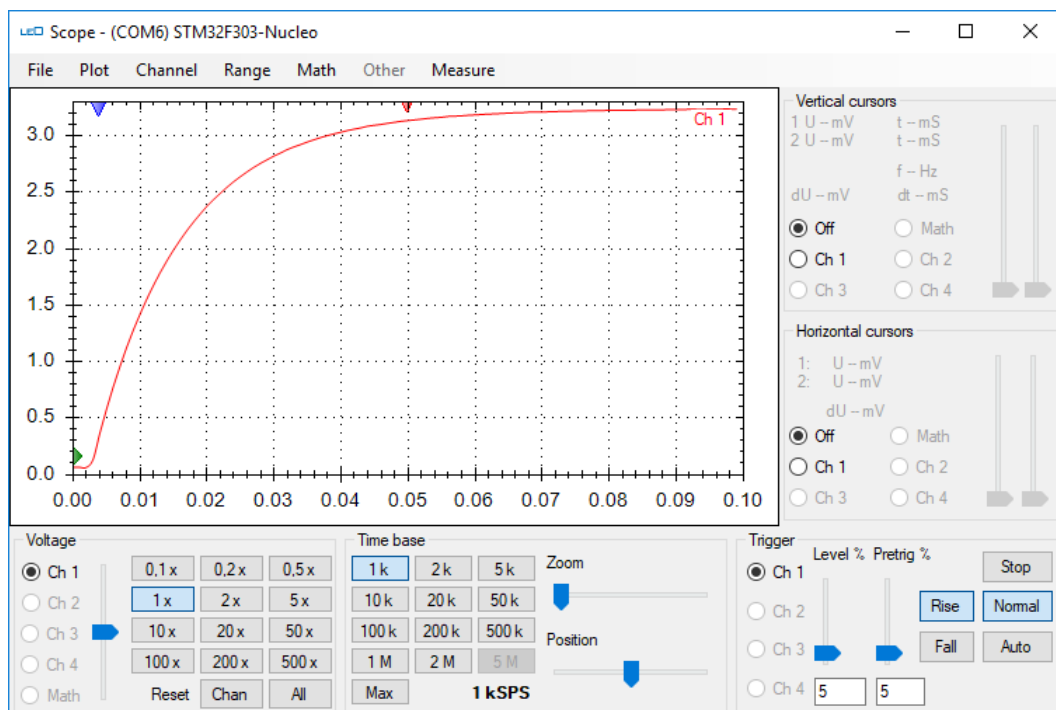 LEO Scope - (COM6) STM32F303-Nucleo
File Plot Channel Range Math Other Measure
Ch 1
3.0
2.5
2.0
1.5
1.0
0.5
0.0
0.00 0.01 0.02 0.03 0.04 0.05 0.06 0.07 0.08 0.09 0.10
Vertical cursors
1 U -- mV t -- mS
2 U -- mV t -- mS
f -- Hz
dU -- mV dt -- mS
Off Math
Ch 1 Ch 2
Ch 3 Ch 4
Horizontal cursors
1: U -- mV
2: U -- mV
dU -- mV
Off Math
Ch 1 Ch 2
Ch 3 Ch 4
Voltage
Ch 1 0,1 x 0,2 x 0,5 x
Ch 2 1 x 2 x 5 x
Ch 3 10 x 20 x 50 x
Ch 4 100 x 200 x 500 x
Math Reset Chan All
Time base
1 k 2 k 5 k
10 k 20 k 50 k
100 k 200 k 500 k
1 M 2 M 5 M
Max 1 kSPS
Zoom
Position
Trigger
Level % Pretrig %
Ch 1 Stop
Ch 2 Rise Normal
Ch 3 Fall Auto
Ch 4 5 5